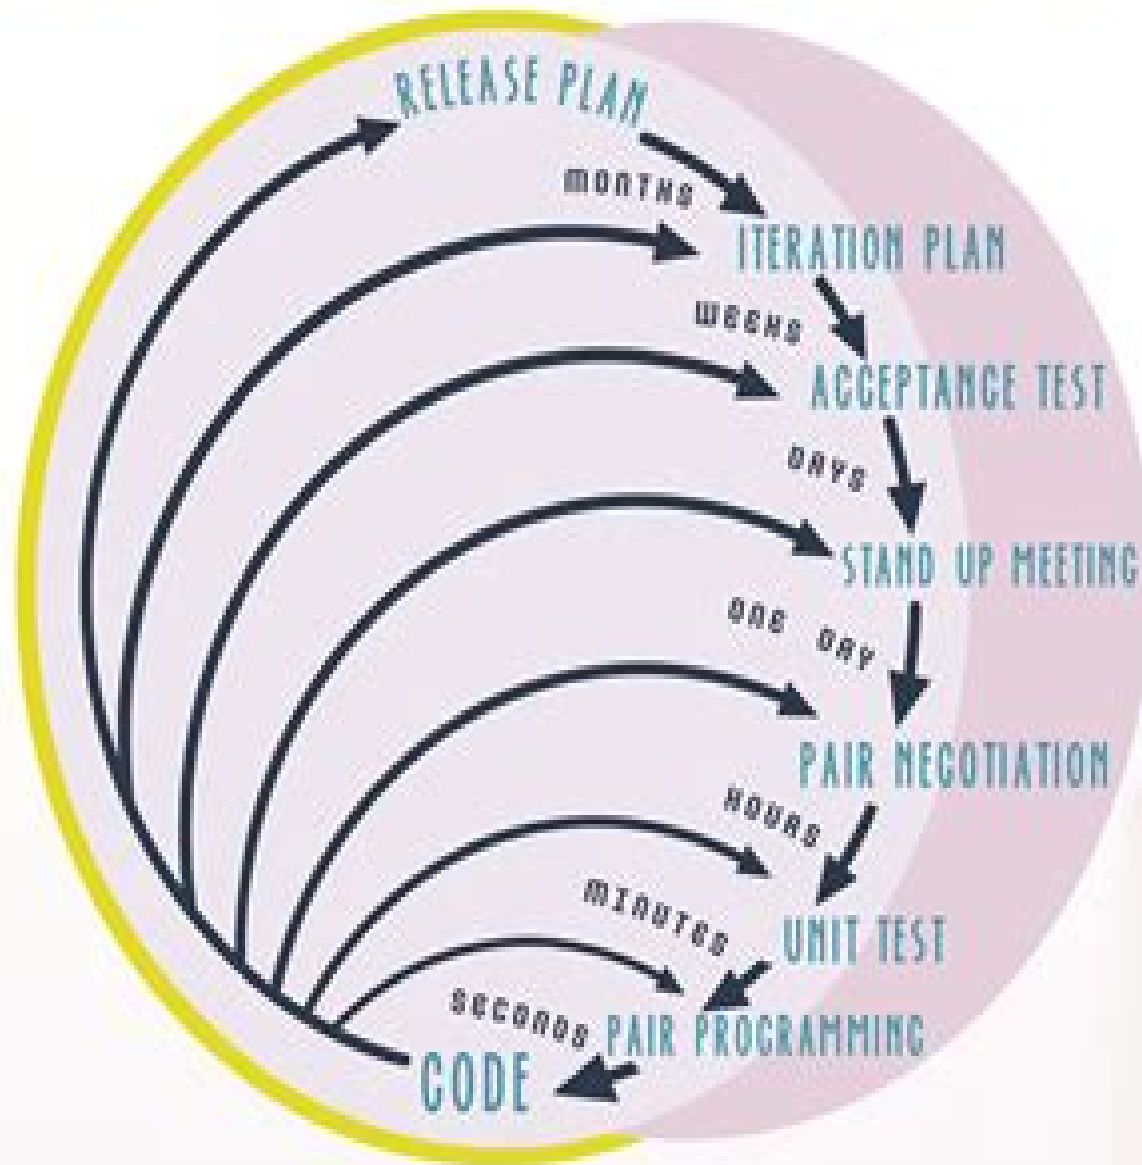 RELEASE PLAN
MONTHS
ITERATION PLAN
WEEKS
ACCEPTANCE TEST
DAYS
STAND UP MEETING
ONE DAY
PAIR NEGOTIATION
HOURS
UNIT TEST
MINUTES
PAIR PROGRAMMING
SECONDS
CODE